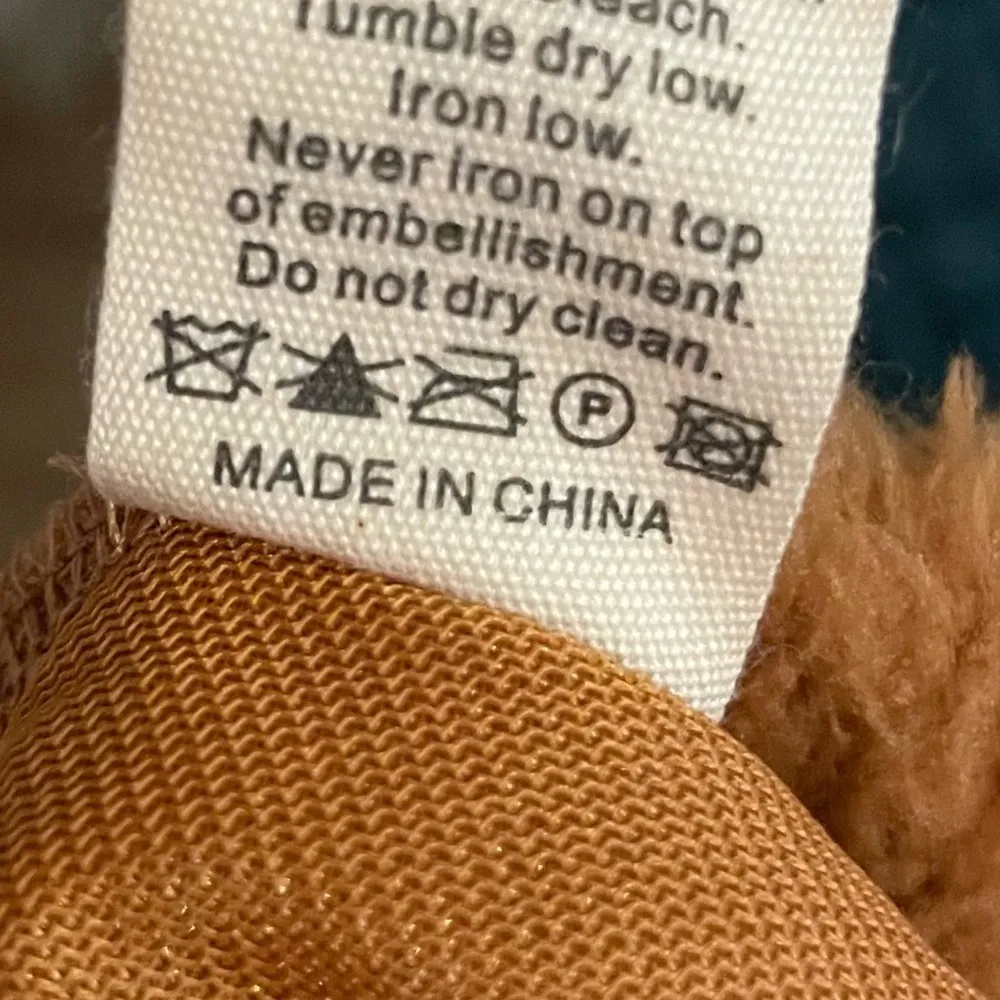 Tumble dry low.
Iron low.
Never iron on top
of embellishment.
Do not dry clean.
P
MADE IN CHINA